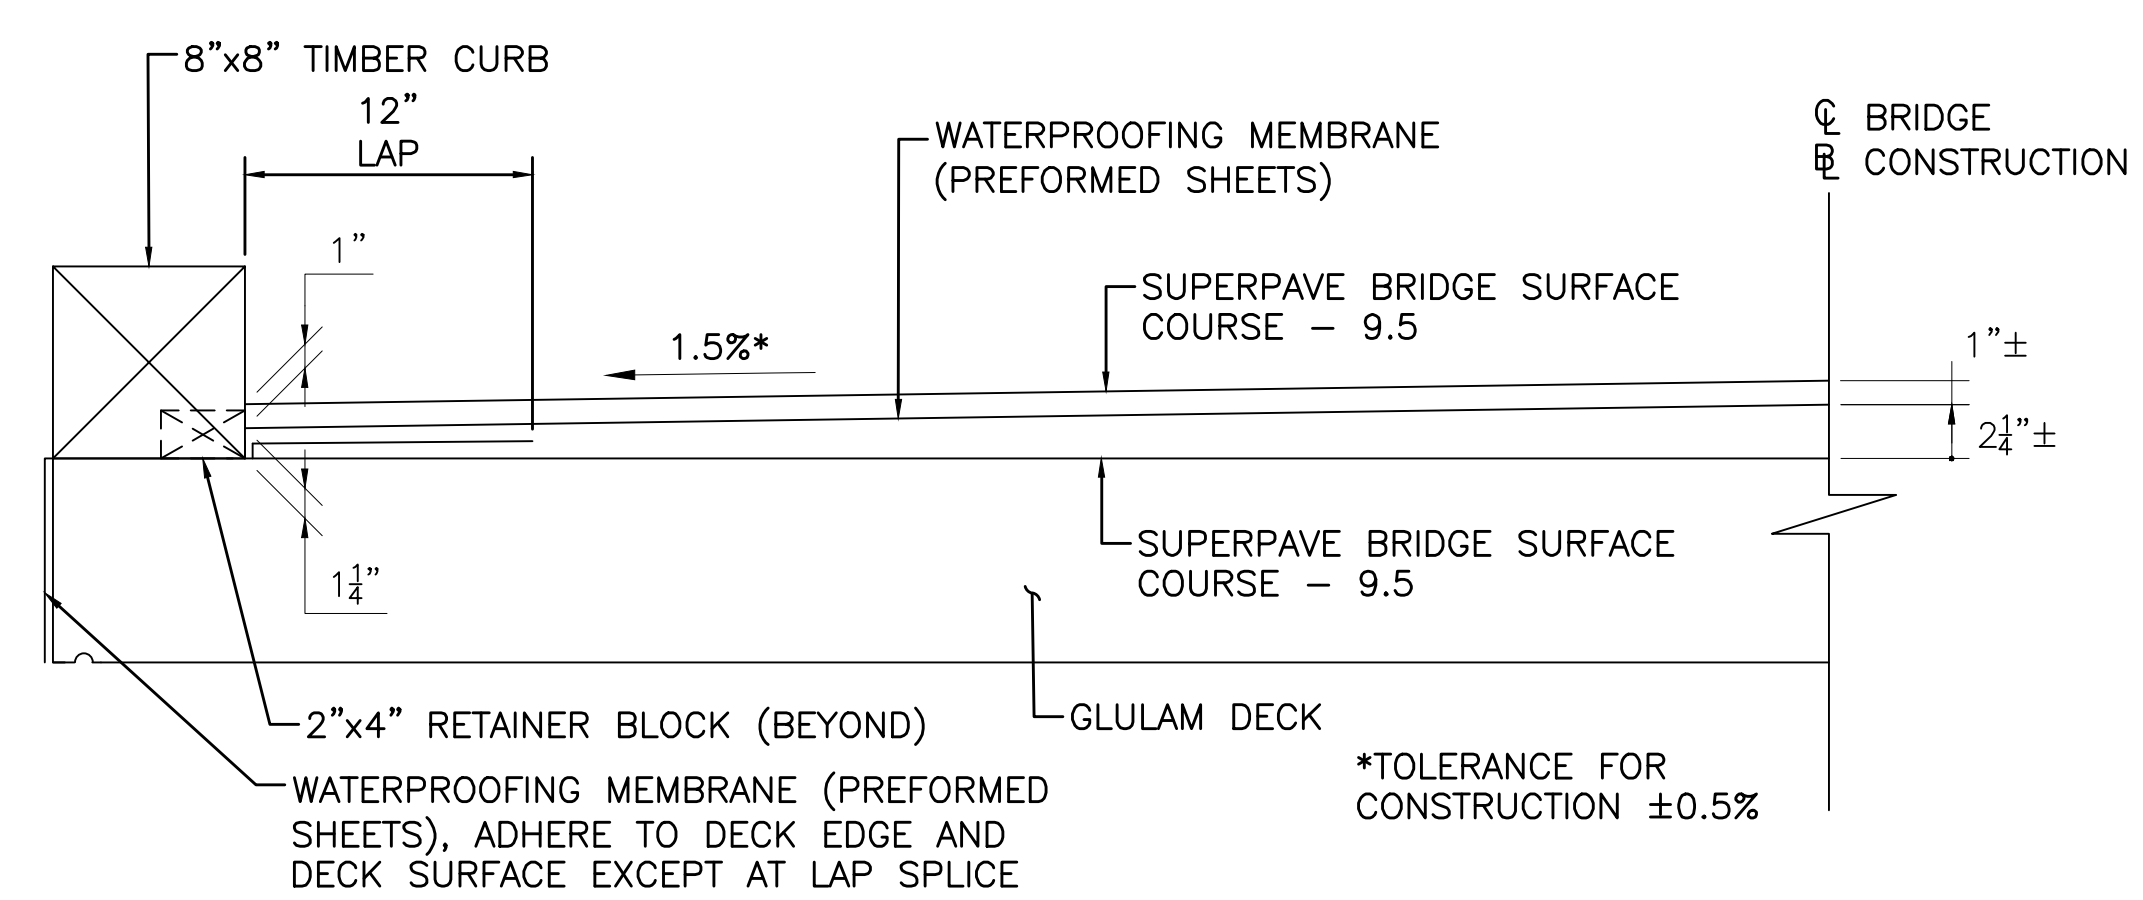 8”x8” TIMBER CURB
12”
LAP
WATERPROOFING MEMBRANE
(PREFORMED SHEETS)
℄ BRIDGE
BL CONSTRUCTION
1”
SUPERPAVE BRIDGE SURFACE
COURSE – 9.5
1.5%*
1”±
2¼”±
SUPERPAVE BRIDGE SURFACE
COURSE – 9.5
1¼”
2”x4” RETAINER BLOCK (BEYOND)
GLULAM DECK
WATERPROOFING MEMBRANE (PREFORMED
SHEETS), ADHERE TO DECK EDGE AND
DECK SURFACE EXCEPT AT LAP SPLICE
*TOLERANCE FOR
CONSTRUCTION ±0.5%